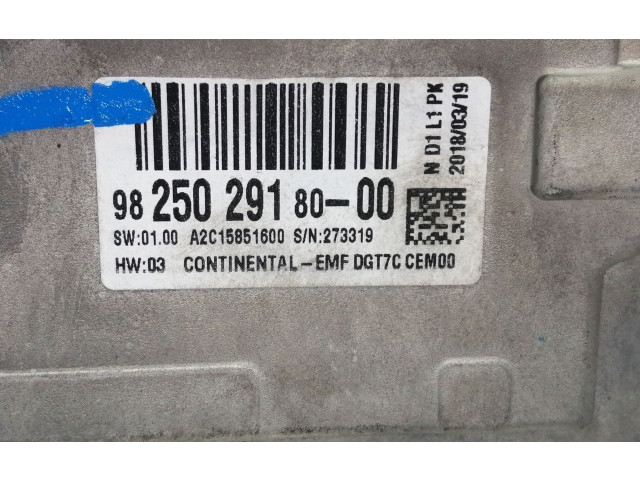 98 250 291 80-00
SW:01.00 A2C15851600 S/N:273319
HW:03 CONTINENTAL-EMF DGT7C CEM00
N D1 L1 PK
2018/03/19